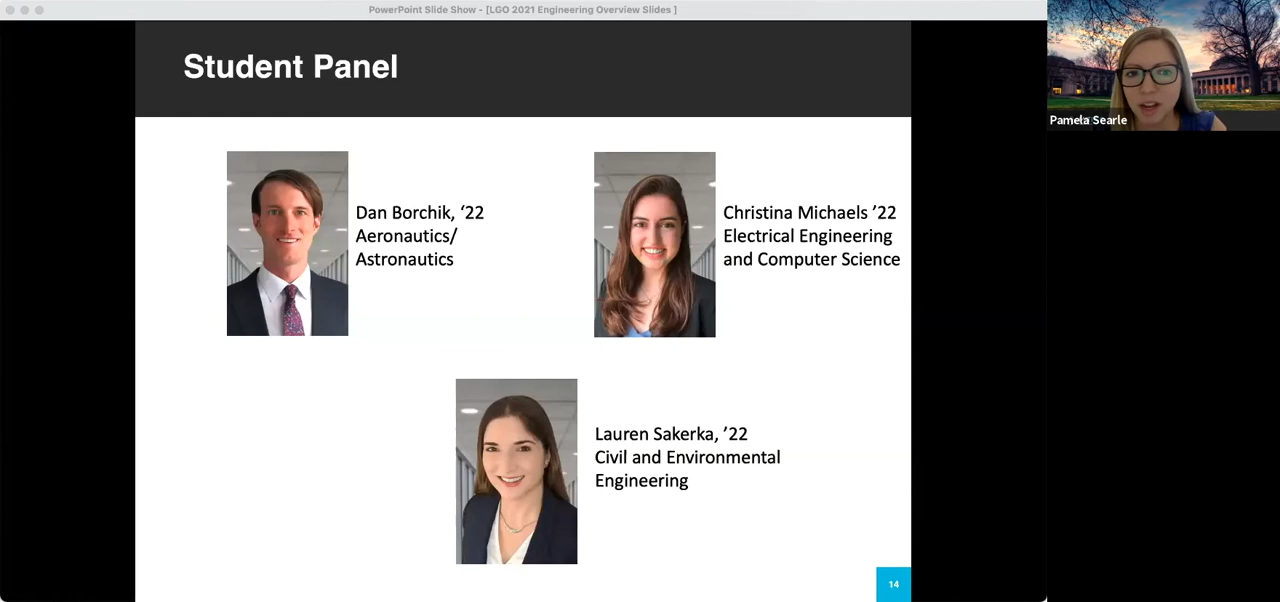 PowerPoint Slide Show - [LGO 2021 Engineering Overview Slides ]
Student Panel
Pamela Searle
Dan Borchik, ‘22
Aeronautics/
Astronautics
Christina Michaels ’22
Electrical Engineering
and Computer Science
Lauren Sakerka, ’22
Civil and Environmental
Engineering
14